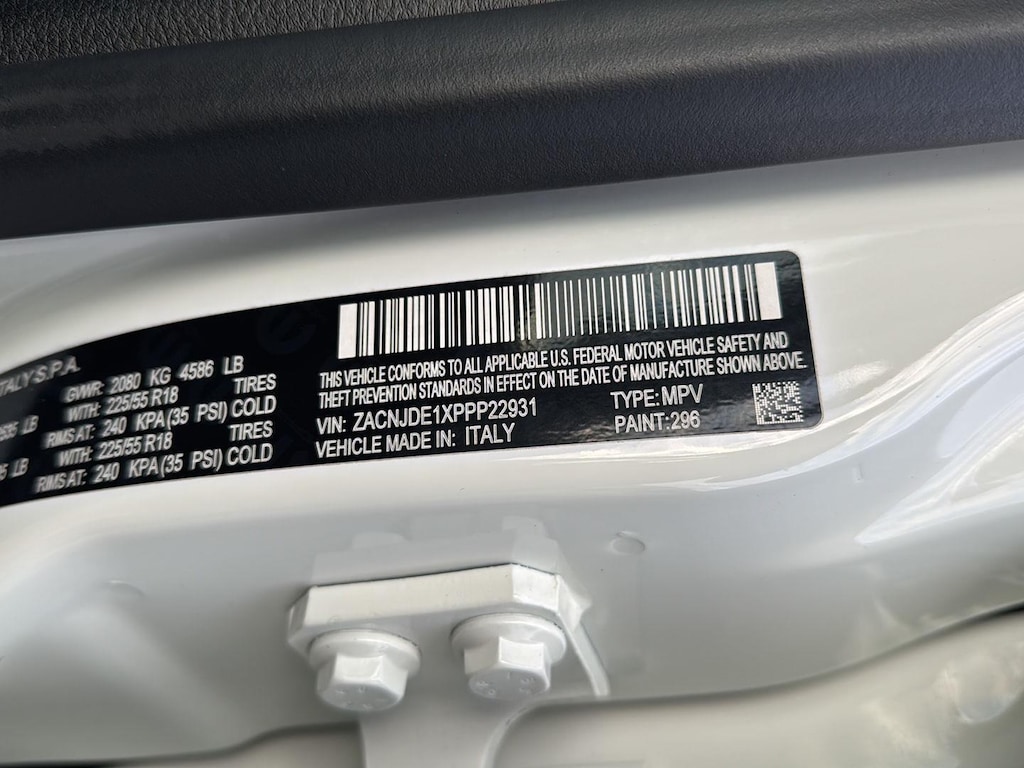 ITALY S.P.A.
GVWR: 2080 KG 4586 LB
WITH: 225/55 R18 TIRES
RIMS AT: 240 KPA (35 PSI) COLD
WITH: 225/55 R18 TIRES
LB RIMS AT: 240 KPA (35 PSI) COLD
THIS VEHICLE CONFORMS TO ALL APPLICABLE U.S. FEDERAL MOTOR VEHICLE SAFETY AND
THEFT PREVENTION STANDARDS IN EFFECT ON THE DATE OF MANUFACTURE SHOWN ABOVE.
VIN: ZACNJDE1XPPP22931 TYPE: MPV
VEHICLE MADE IN: ITALY PAINT:296